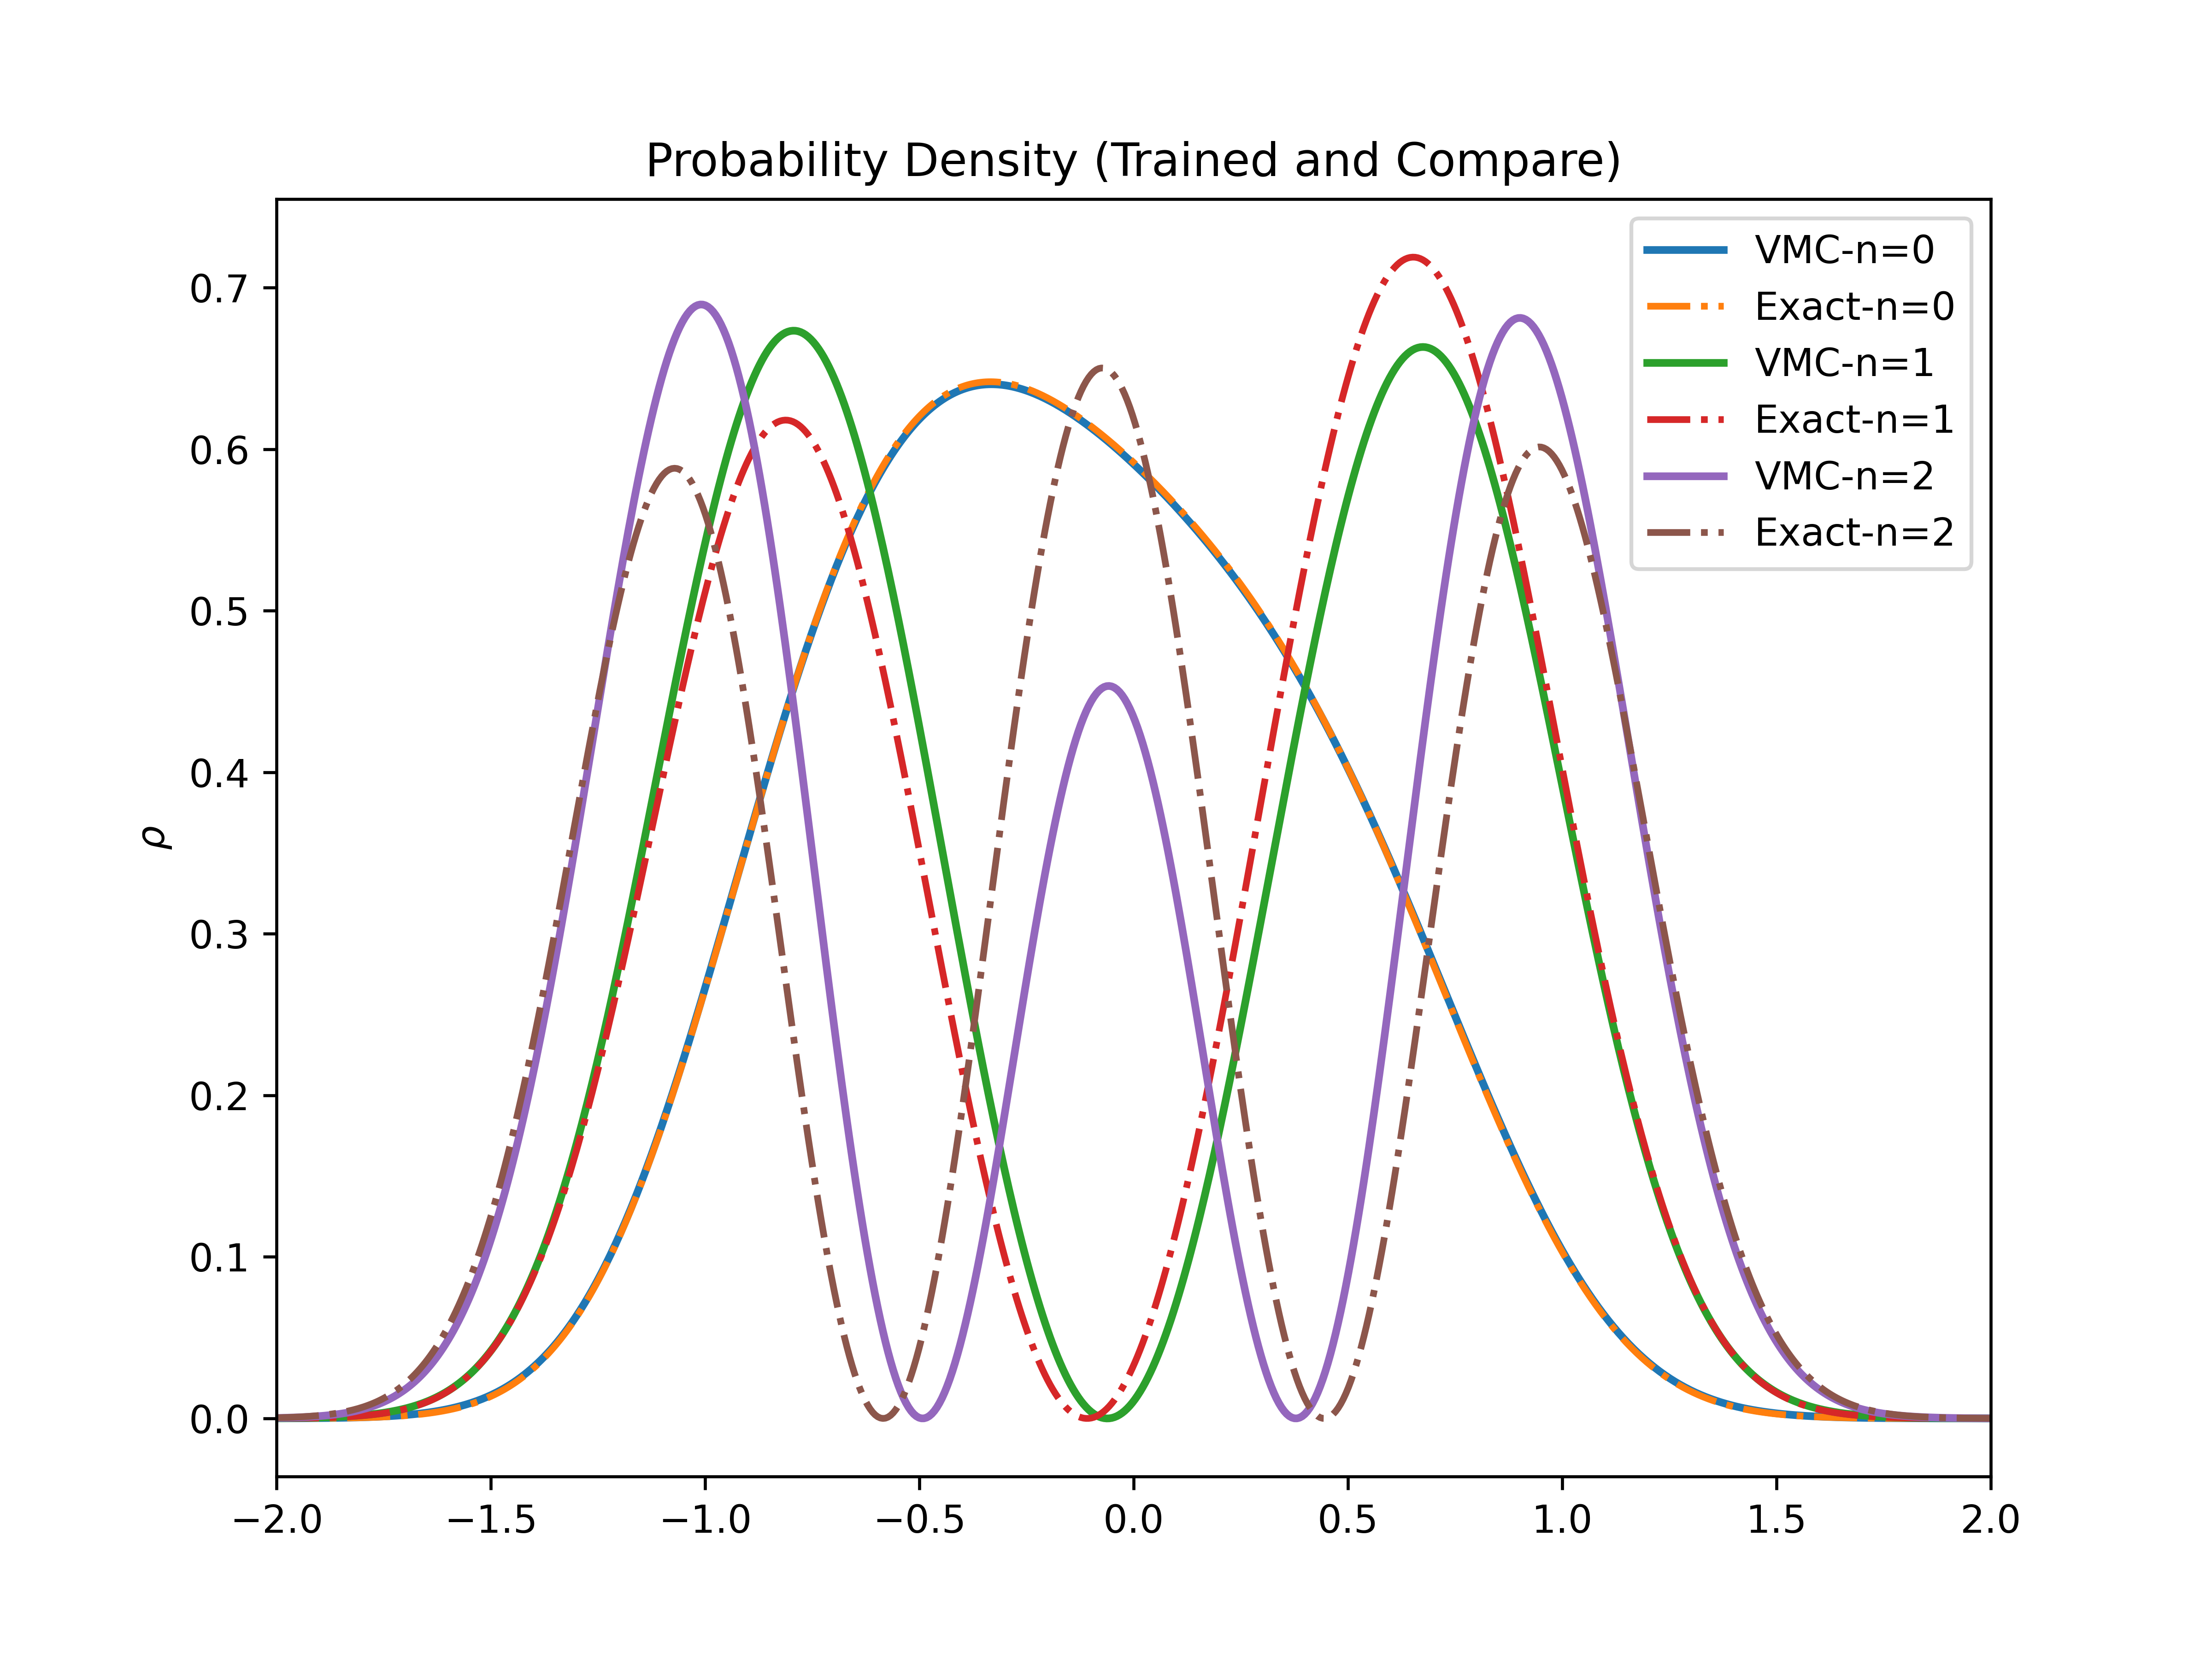 Probability Density (Trained and Compare)
VMC-n=0
Exact-n=0
VMC-n=1
Exact-n=1
VMC-n=2
Exact-n=2
0.7
0.6
0.5
0.4
0.3
0.2
0.1
0.0
ρ
−2.0 −1.5 −1.0 −0.5 0.0 0.5 1.0 1.5 2.0